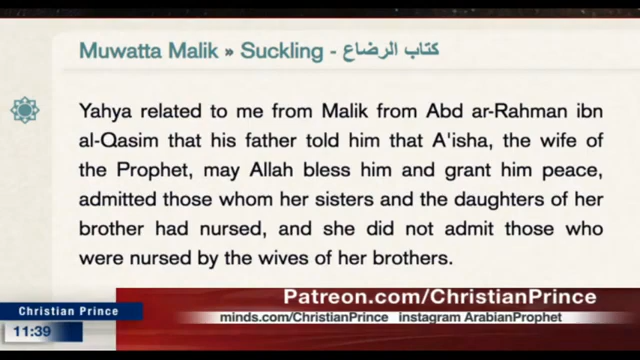 Muwatta Malik » Suckling - كتاب الرضاع
Yahya related to me from Malik from Abd ar-Rahman ibn
al-Qasim that his father told him that A'isha, the wife of
the Prophet, may Allah bless him and grant him peace,
admitted those whom her sisters and the daughters of her
brother had nursed, and she did not admit those who
were nursed by the wives of her brothers.
Patreon.com/ChristianPrince
Christian Prince
minds.com/ChristianPrince instagram ArabianProphet
11:39